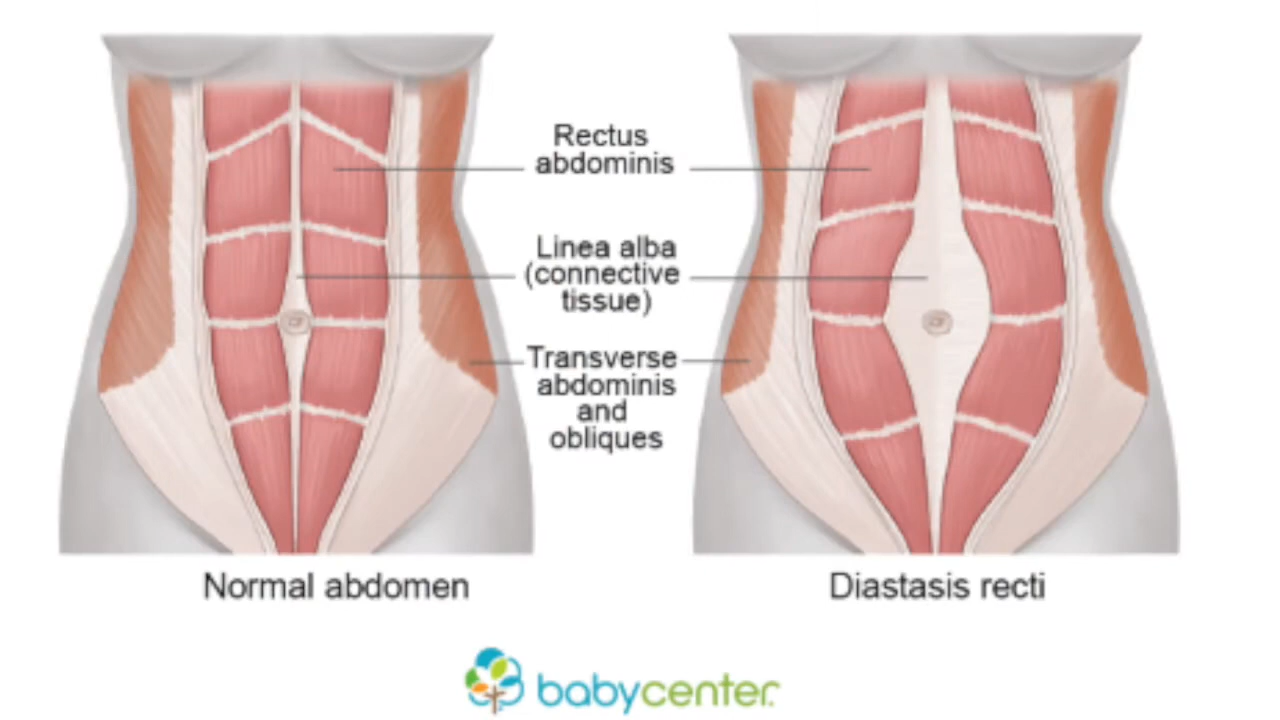 Rectus
abdominis
Linea alba
(connective
tissue)
Transverse
abdominis
and
obliques
Normal abdomen
Diastasis recti
babycenter